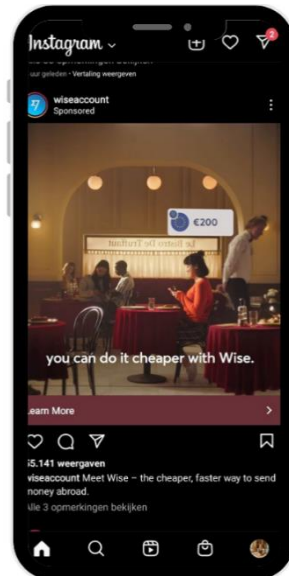 Instagram
2
uur geleden · Vertaling weergeven
wiseaccount
Sponsored
€200
Le Bistro De Truffaut
you can do it cheaper with Wise.
Learn More
55.141 weergaven
wiseaccount Meet Wise – the cheaper, faster way to send
money abroad.
Alle 3 opmerkingen bekijken